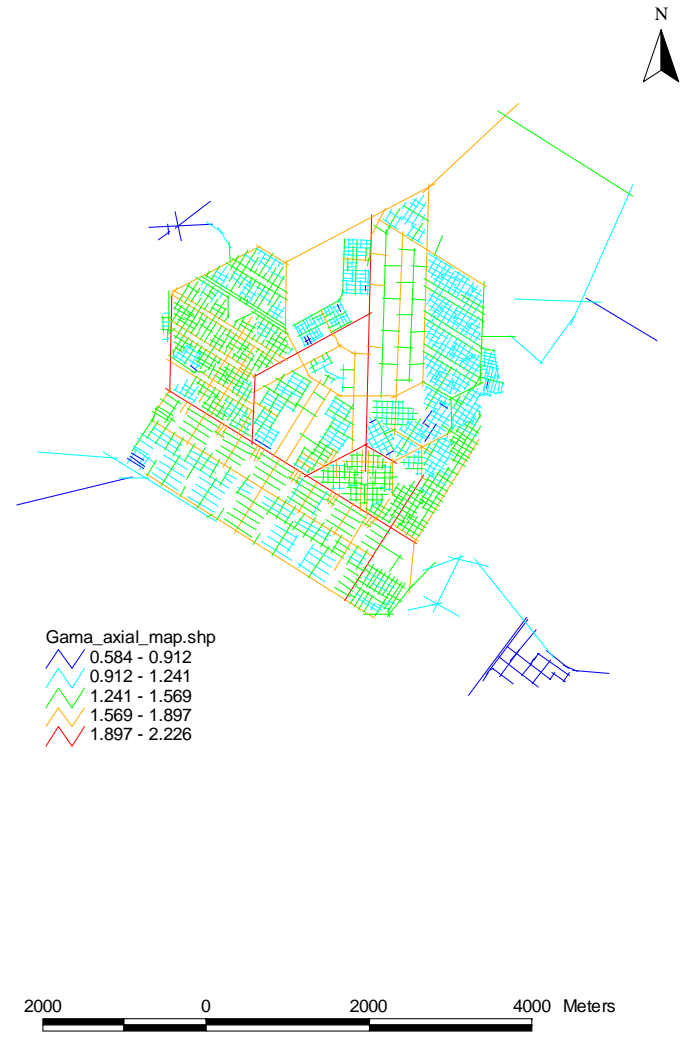 N
Gama_axial_map.shp
0.584 - 0.912
0.912 - 1.241
1.241 - 1.569
1.569 - 1.897
1.897 - 2.226
2000 0 2000 4000 Meters